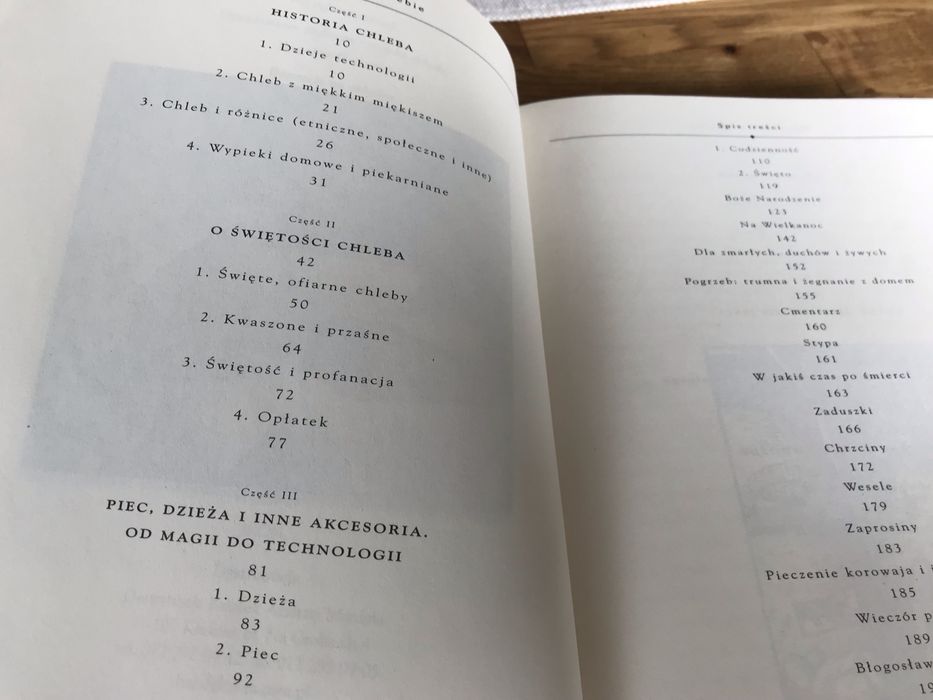 Część I
HISTORIA CHLEBA
10
1. Dzieje technologii
10
2. Chleb z miękkim miękiszem
21
3. Chleb i różnice (etniczne, społeczne i inne)
26
4. Wypieki domowe i piekarniane
31
Część II
O ŚWIĘTOŚCI CHLEBA
42
1. Święte, ofiarne chleby
50
2. Kwaszone i przaśne
64
3. Świętość i profanacja
72
4. Opłatek
77
Część III
PIEC, DZIEŻA I INNE AKCESORIA.
OD MAGII DO TECHNOLOGII
81
1. Dzieża
83
2. Piec
92
Spis treści
1. Codzienność
110
2. Święto
119
Boże Narodzenie
123
Na Wielkanoc
142
Dla zmarłych, duchów i żywych
152
Pogrzeb: trumna i żegnanie z domem
155
Cmentarz
160
Stypa
161
W jakiś czas po śmierci
163
Zaduszki
166
Chrzciny
172
Wesele
179
Zaprosiny
183
Pieczenie korowaja i
185
Wieczór p
189
Błogosław